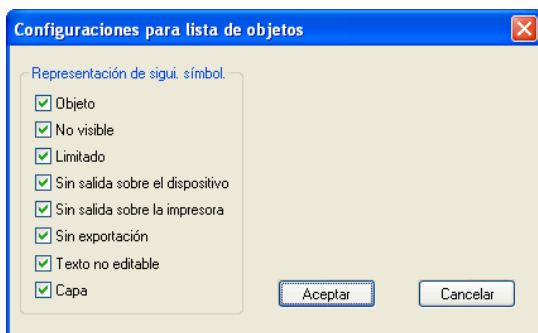 Configuraciones para lista de objetos
Representación de sigui. símbol.
Objeto
No visible
Limitado
Sin salida sobre el dispositivo
Sin salida sobre la impresora
Sin exportación
Texto no editable
Capa
Aceptar
Cancelar